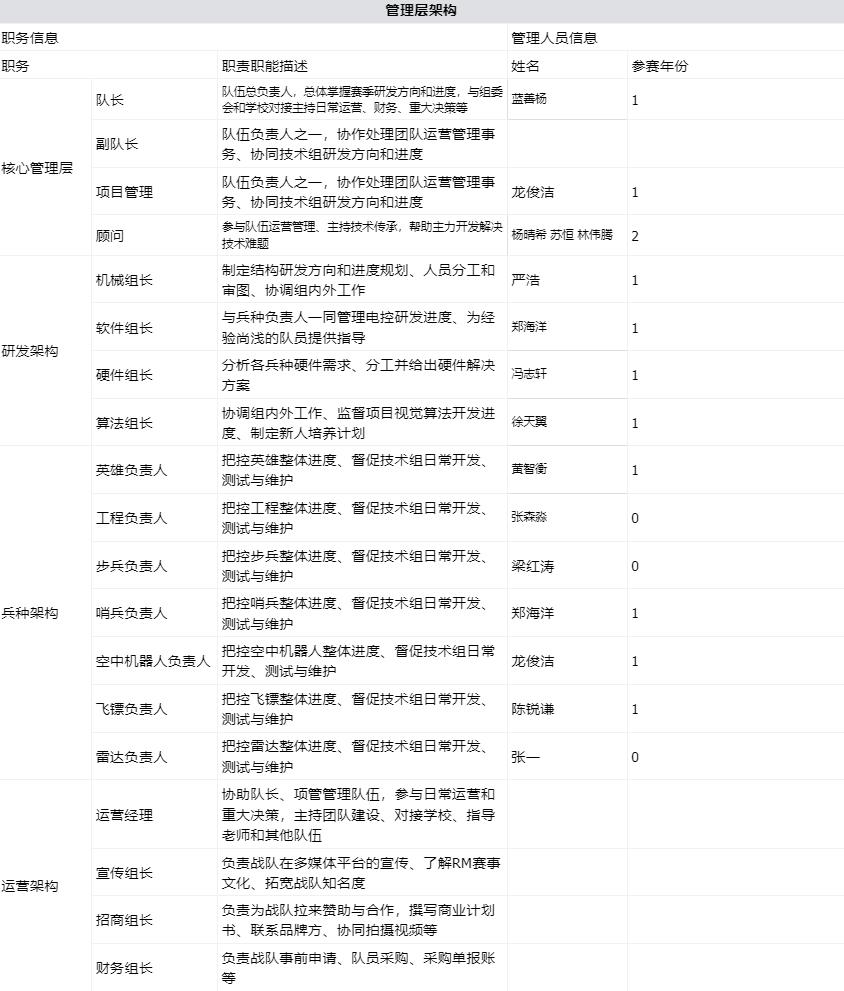 管理层架构
职务信息
管理人员信息
职务
职责职能描述
姓名
参赛年份
核心管理层
队长
队伍总负责人，总体掌握赛季研发方向和进度，与组委
会和学校对接主持日常运营、财务、重大决策等
蓝善杨
1
副队长
队伍负责人之一，协作处理团队运营管理事
务、协同技术组研发方向和进度
项目管理
队伍负责人之一，协作处理团队运营管理事
务、协同技术组研发方向和进度
龙俊洁
1
顾问
参与队伍运营管理、主持技术传承，帮助主力开发解决
技术难题
杨晴希 苏恒 林伟腾
2
研发架构
机械组长
制定结构研发方向和进度规划、人员分工和
审图、协调组内外工作
严浩
1
软件组长
与兵种负责人一同管理电控研发进度、为经
验尚浅的队员提供指导
郑海洋
1
硬件组长
分析各兵种硬件需求、分工并给出硬件解决
方案
冯志轩
1
算法组长
协调组内外工作、监督项目视觉算法开发进
度、制定新人培养计划
徐天翼
1
兵种架构
英雄负责人
把控英雄整体进度、督促技术组日常开发、
测试与维护
黄智衡
1
工程负责人
把控工程整体进度、督促技术组日常开发、
测试与维护
张森淼
0
步兵负责人
把控步兵整体进度、督促技术组日常开发、
测试与维护
梁红涛
0
哨兵负责人
把控哨兵整体进度、督促技术组日常开发、
测试与维护
郑海洋
1
空中机器人负责人
把控空中机器人整体进度、督促技术组日常
开发、测试与维护
龙俊洁
1
飞镖负责人
把控飞镖整体进度、督促技术组日常开发、
测试与维护
陈锐谦
1
雷达负责人
把控雷达整体进度、督促技术组日常开发、
测试与维护
张一
0
运营架构
运营经理
协助队长、项管管理队伍，参与日常运营和
重大决策，主持团队建设、对接学校、指导
老师和其他队伍
宣传组长
负责战队在多媒体平台的宣传、了解RM赛事
文化、拓宽战队知名度
招商组长
负责为战队拉来赞助与合作，撰写商业计划
书、联系品牌方、协同拍摄视频等
财务组长
负责战队事前申请、队员采购、采购单报账
等